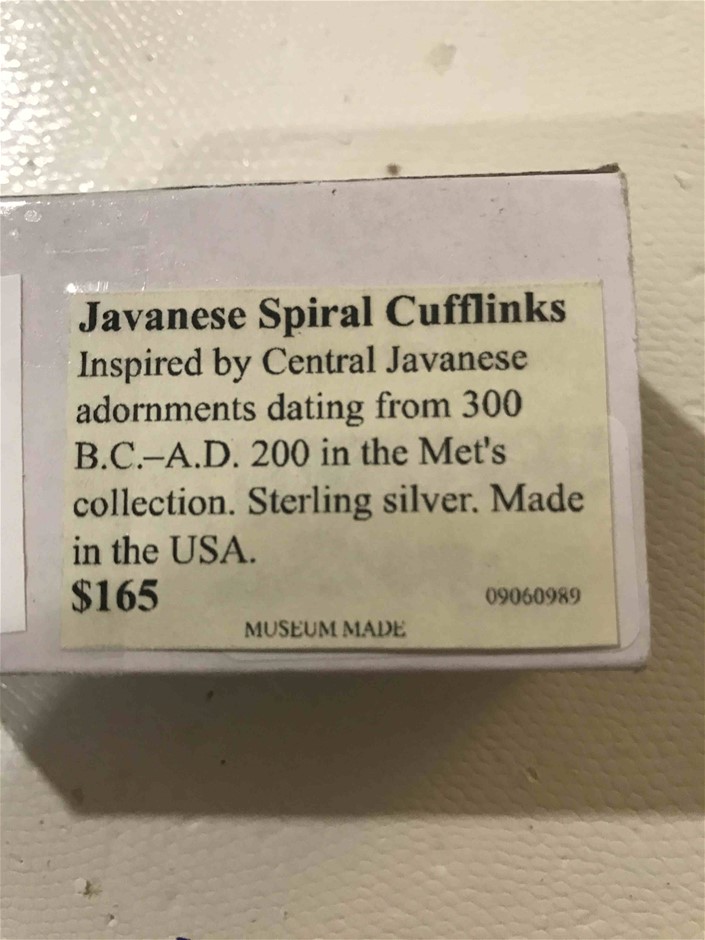 Javanese Spiral Cufflinks
Inspired by Central Javanese
adornments dating from 300
B.C.–A.D. 200 in the Met's
collection. Sterling silver. Made
in the USA.
$165 09060989
MUSEUM MADE